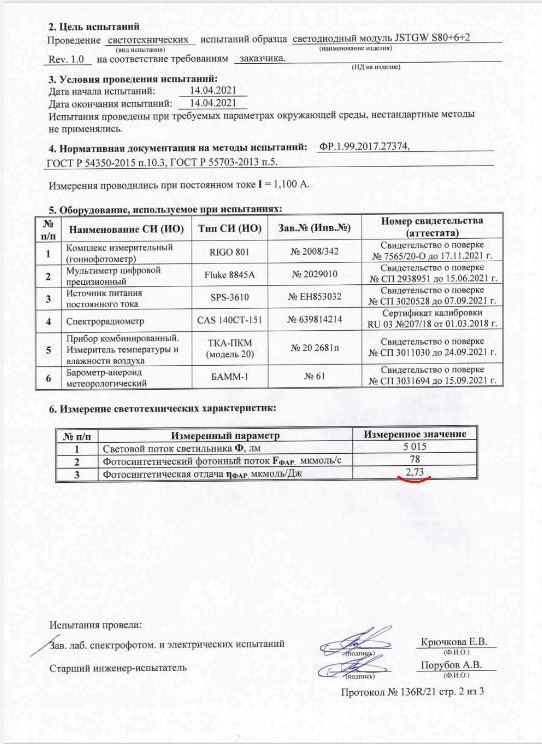 2. Цель испытаний
Проведение светотехнических испытаний образца светодиодный модуль JSTGW S80+6+2
(вид испытания) (наименование изделия)
Rev. 1.0 на соответствие требованиям заказчика.
(НД на изделие)
3. Условия проведения испытаний:
Дата начала испытаний: 14.04.2021
Дата окончания испытаний: 14.04.2021
Испытания проведены при требуемых параметрах окружающей среды, нестандартные методы
не применялись.
4. Нормативная документация на методы испытаний: ФР.1.99.2017.27374,
ГОСТ Р 54350-2015 п.10.3, ГОСТ Р 55703-2013 п.5.
Измерения проводились при постоянном токе I = 1,100 А.
5. Оборудование, используемое при испытаниях:
№ п/п Наименование СИ (ИО) Тип СИ (ИО) Зав.№ (Инв.№) Номер свидетельства (аттестата)
1 Комплекс измерительный (гониофотометр) RIGO 801 № 2008/342 Свидетельство о поверке № 7565/20-О до 17.11.2021 г.
2 Мультиметр цифровой прецизионный Fluke 8845A № 2029010 Свидетельство о поверке № СП 2938951 до 15.06.2021 г.
3 Источник питания постоянного тока SPS-3610 № EH853032 Свидетельство о поверке № СП 3020528 до 07.09.2021 г.
4 Спектрорадиометр CAS 140CT-151 № 639814214 Сертификат калибровки RU 03 №207/18 от 01.03.2018 г.
5 Прибор комбинированный. Измеритель температуры и влажности воздуха ТКА-ПКМ (модель 20) № 20 2681п Свидетельство о поверке № СП 3011030 до 24.09.2021 г.
6 Барометр-анероид метеорологический БАММ-1 № 61 Свидетельство о поверке № СП 3031694 до 15.09.2021 г.
6. Измерение светотехнических характеристик:
№ п/п Измеренный параметр Измеренное значение
1 Световой поток светильника Ф, лм 5 015
2 Фотосинтетический фотонный поток FФАР, мкмоль/с 78
3 Фотосинтетическая отдача ηФАР, мкмоль/Дж 2,73
Испытания провели:
Зав. лаб. спектрофотом. и электрических испытаний Крючкова Е.В.
(подпись) (Ф.И.О.)
Старший инженер-испытатель Порубов А.В.
(подпись) (Ф.И.О.)
Протокол № 136R/21 стр. 2 из 3